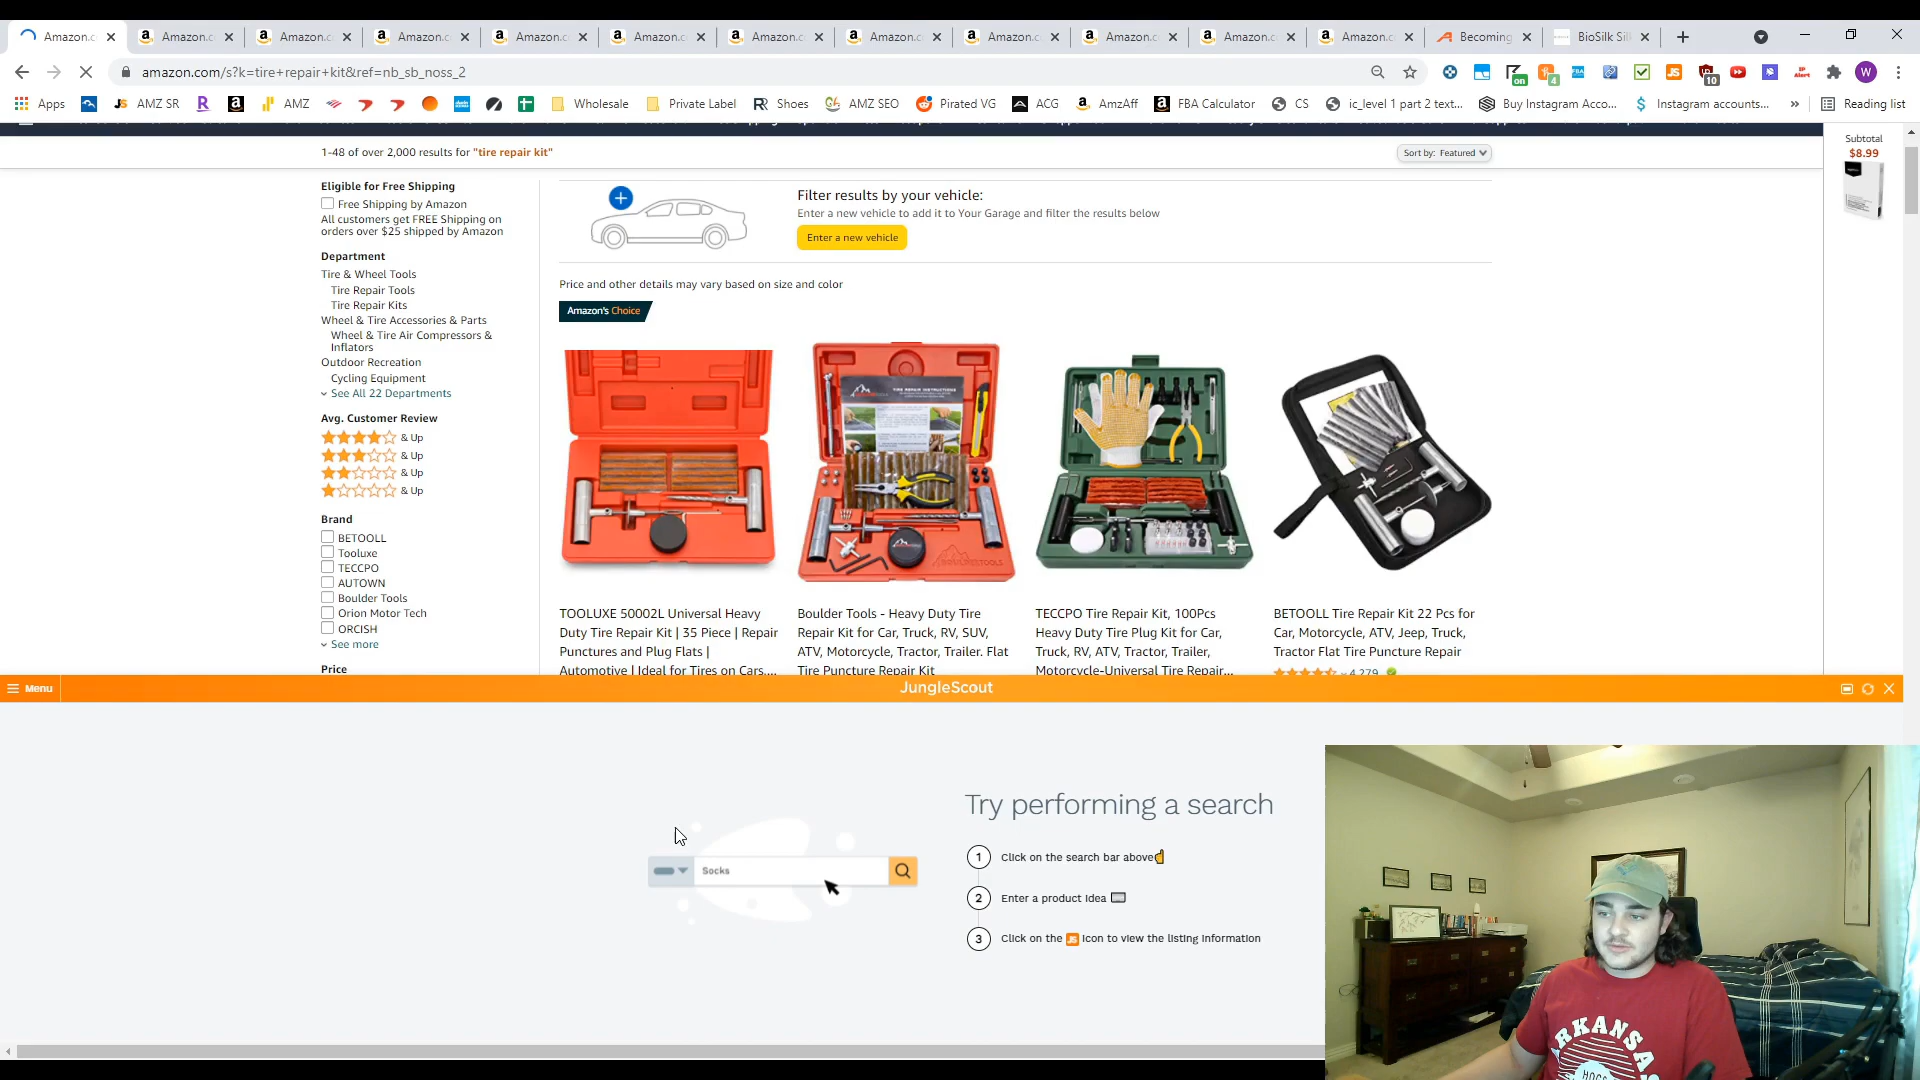 Amazon.c
Amazon.c
Amazon.c
Amazon.c
Amazon.c
Amazon.c
Amazon.c
Amazon.c
Amazon.c
Amazon.c
Amazon.c
Amazon.c
Becoming
BioSilk Sil
amazon.com/s?k=tire+repair+kit&ref=nb_sb_noss_2
Apps
AMZ SR
AMZ
Wholesale
Private Label
Shoes
AMZ SEO
Pirated VG
ACG
AmzAff
FBA Calculator
CS
ic_level 1 part 2 text...
Buy Instagram Acco...
Instagram accounts...
Reading list
1-48 of over 2,000 results for "tire repair kit"
Sort by: Featured
Subtotal
$8.99
Eligible for Free Shipping
Free Shipping by Amazon
All customers get FREE Shipping on
orders over $25 shipped by Amazon
Department
Tire & Wheel Tools
Tire Repair Tools
Tire Repair Kits
Wheel & Tire Accessories & Parts
Wheel & Tire Air Compressors &
Inflators
Outdoor Recreation
Cycling Equipment
See All 22 Departments
Avg. Customer Review
& Up
& Up
& Up
& Up
Brand
BETOOLL
Tooluxe
TECCPO
AUTOWN
Boulder Tools
Orion Motor Tech
ORCISH
See more
Price
Filter results by your vehicle:
Enter a new vehicle to add it to Your Garage and filter the results below
Enter a new vehicle
Price and other details may vary based on size and color
Amazon's Choice
TOOLUXE 50002L Universal Heavy
Duty Tire Repair Kit | 35 Piece | Repair
Punctures and Plug Flats |
Automotive | Ideal for Tires on Cars,...
Boulder Tools - Heavy Duty Tire
Repair Kit for Car, Truck, RV, SUV,
ATV, Motorcycle, Tractor, Trailer. Flat
Tire Puncture Repair Kit
TECCPO Tire Repair Kit, 100Pcs
Heavy Duty Tire Plug Kit for Car,
Truck, RV, ATV, Tractor, Trailer,
Motorcycle-Universal Tire Repair...
BETOOLL Tire Repair Kit 22 Pcs for
Car, Motorcycle, ATV, Jeep, Truck,
Tractor Flat Tire Puncture Repair
4,279
Menu
JungleScout
Socks
Try performing a search
1 Click on the search bar above
2 Enter a product idea
3 Click on the JS icon to view the listing information
ARKANSAS
HOGS